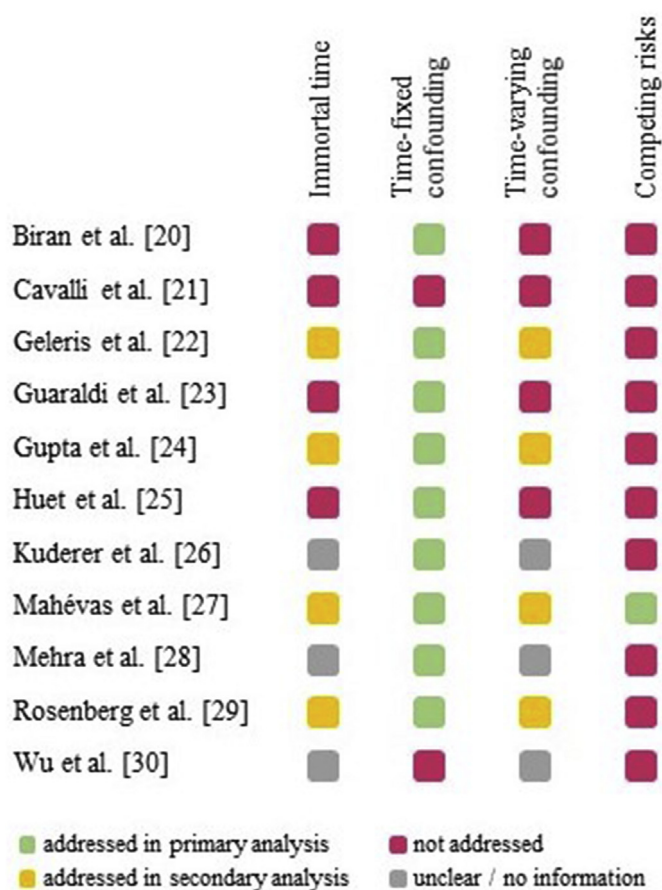 Immortal time
Time-fixed
confounding
Time-varying
confounding
Competing risks
Biran et al. [20]
Cavalli et al. [21]
Geleris et al. [22]
Guaraldi et al. [23]
Gupta et al. [24]
Huet et al. [25]
Kuderer et al. [26]
Mahévas et al. [27]
Mehra et al. [28]
Rosenberg et al. [29]
Wu et al. [30]
addressed in primary analysis
not addressed
addressed in secondary analysis
unclear / no information